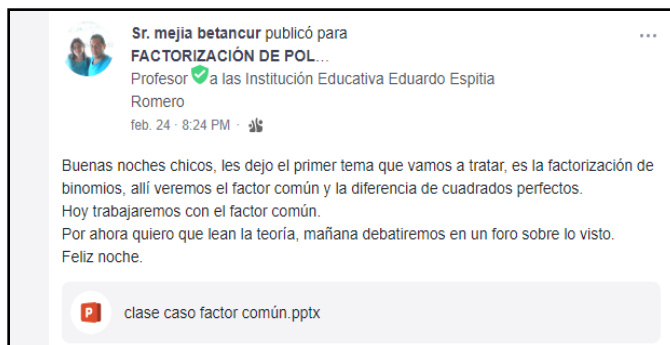 Sr. mejia betancur publicó para
FACTORIZACIÓN DE POL...
Profesor a las Institución Educativa Eduardo Espitia
Romero
feb. 24 · 8:24 PM ·
Buenas noches chicos, les dejo el primer tema que vamos a tratar, es la factorización de
binomios, allí veremos el factor común y la diferencia de cuadrados perfectos.
Hoy trabajaremos con el factor común.
Por ahora quiero que lean la teoría, mañana debatiremos en un foro sobre lo visto.
Feliz noche.
P
clase caso factor común.pptx